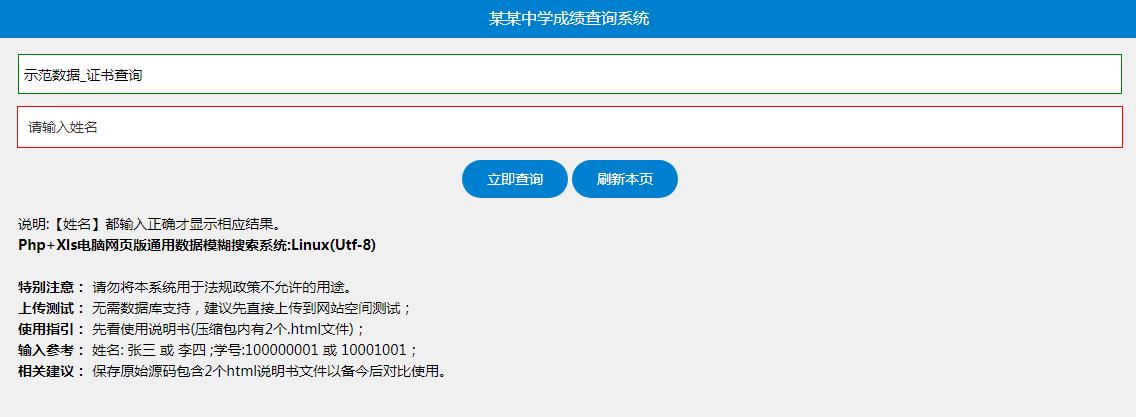 某某中学成绩查询系统
示范数据_证书查询
请输入姓名
立即查询 刷新本页
说明:【姓名】都输入正确才显示相应结果。
Php+Xls电脑网页版通用数据模糊搜索系统:Linux(Utf-8)
特别注意： 请勿将本系统用于法规政策不允许的用途。
上传测试： 无需数据库支持，建议先直接上传到网站空间测试；
使用指引： 先看使用说明书(压缩包内有2个.html文件)；
输入参考： 姓名: 张三 或 李四 ;学号:100000001 或 10001001；
相关建议： 保存原始源码包含2个html说明书文件以备今后对比使用。